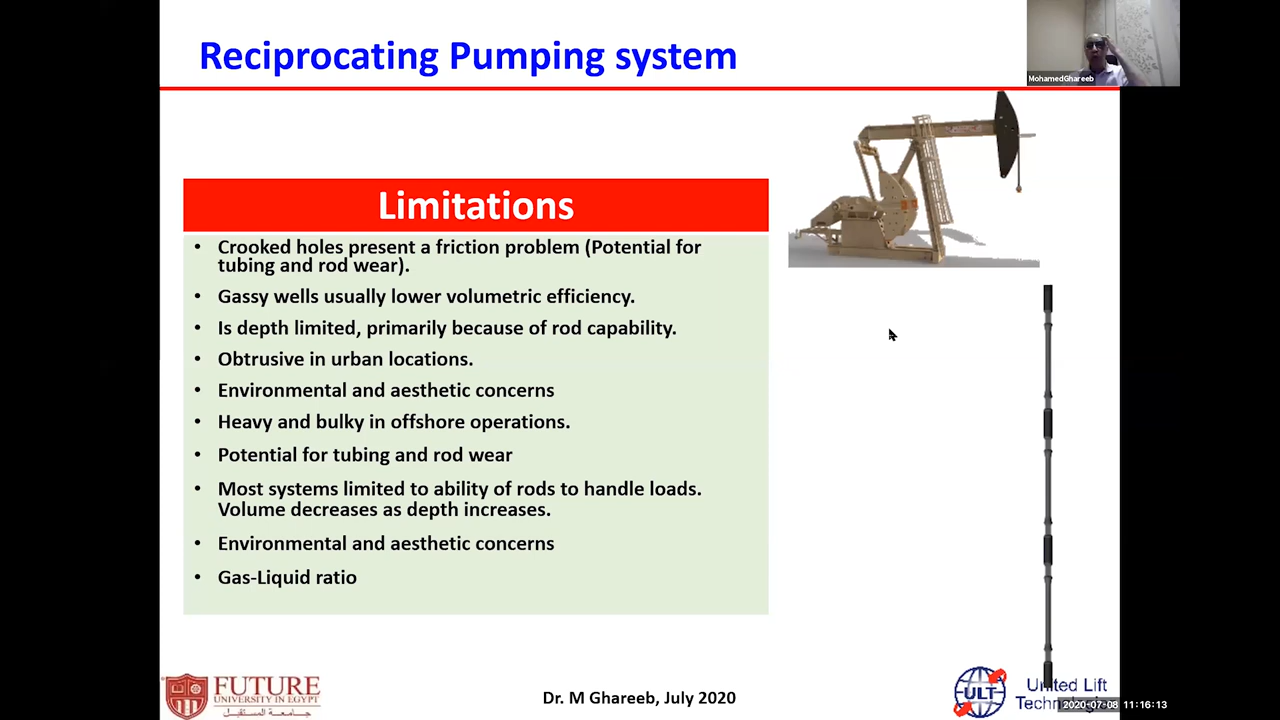 Reciprocating Pumping system
MohamedGhareeb
Limitations
• Crooked holes present a friction problem (Potential for
tubing and rod wear).
• Gassy wells usually lower volumetric efficiency.
• Is depth limited, primarily because of rod capability.
• Obtrusive in urban locations.
• Environmental and aesthetic concerns
• Heavy and bulky in offshore operations.
• Potential for tubing and rod wear
• Most systems limited to ability of rods to handle loads.
Volume decreases as depth increases.
• Environmental and aesthetic concerns
• Gas-Liquid ratio
FUTURE
UNIVERSITY IN EGYPT
جامعة المستقبل
Dr. M Ghareeb, July 2020
ULT
United Lift
2020-07-08 11:16:13